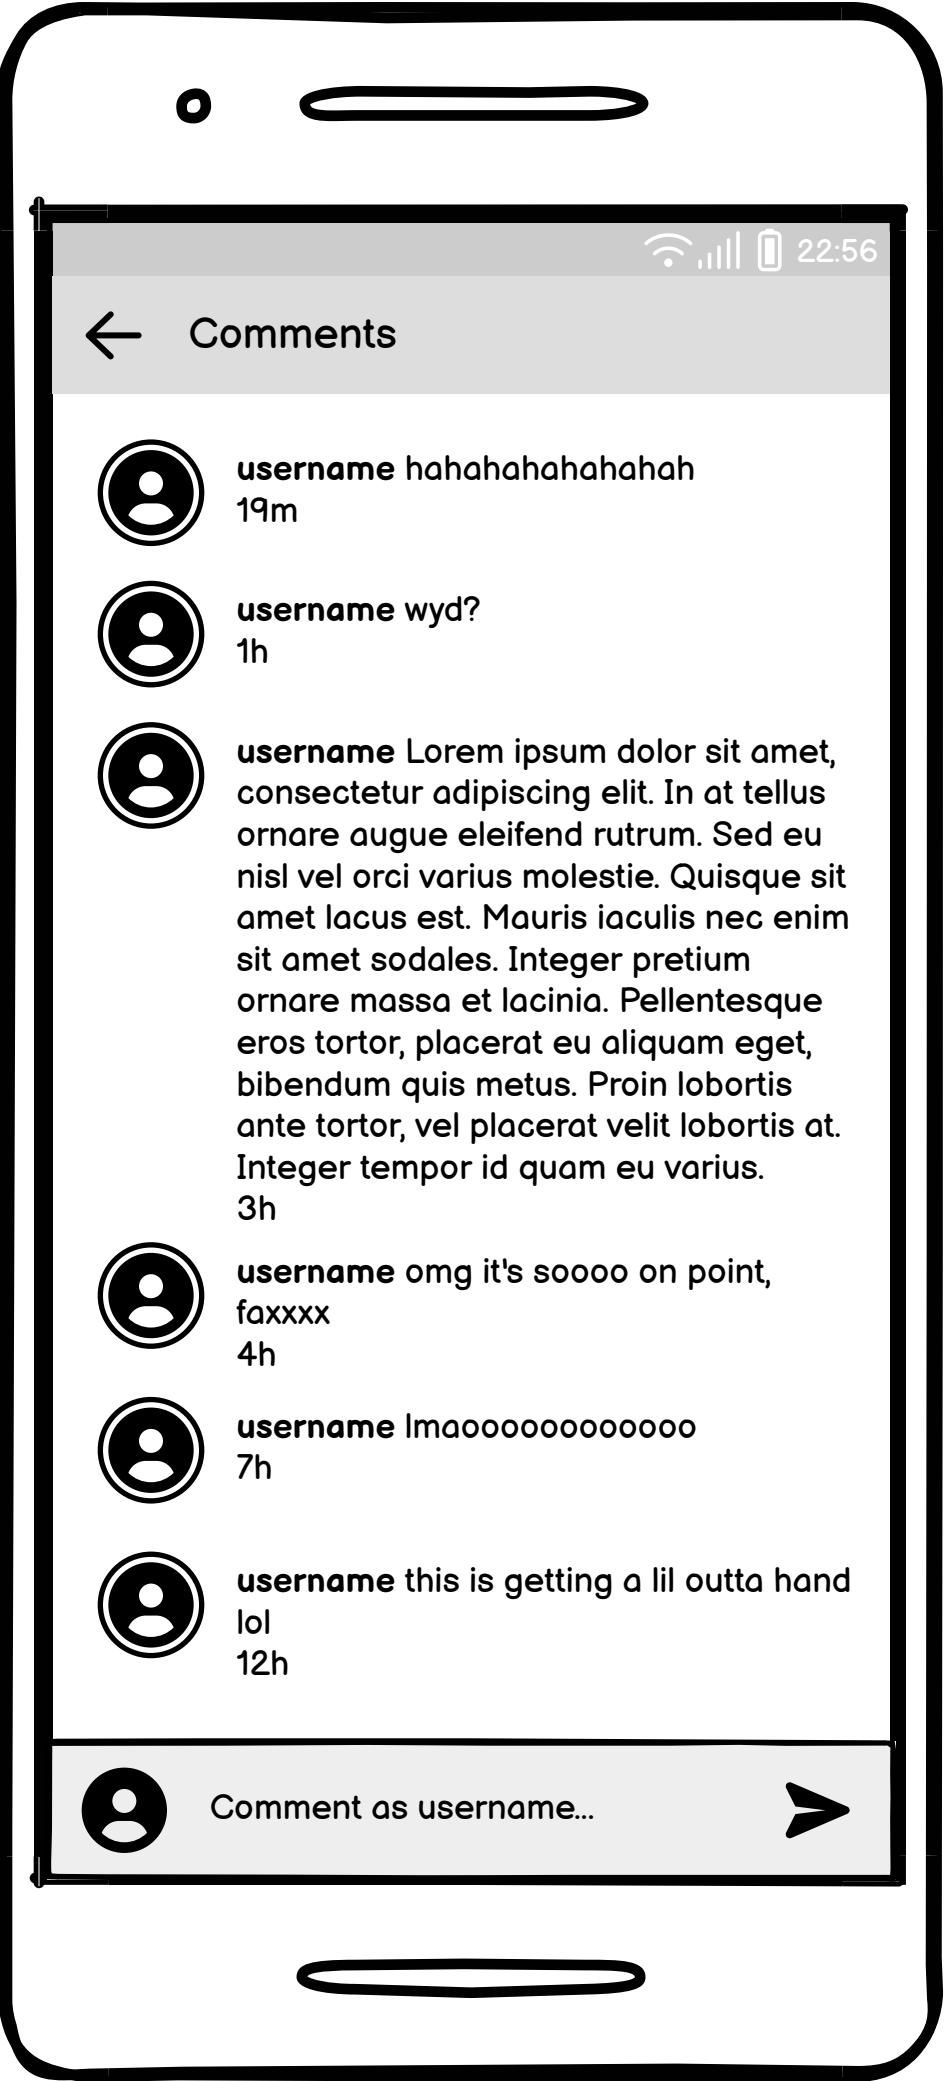 22:56
Comments
username hahahahahahahah
19m
username wyd?
1h
username Lorem ipsum dolor sit amet,
consectetur adipiscing elit. In at tellus
ornare augue eleifend rutrum. Sed eu
nisl vel orci varius molestie. Quisque sit
amet lacus est. Mauris iaculis nec enim
sit amet sodales. Integer pretium
ornare massa et lacinia. Pellentesque
eros tortor, placerat eu aliquam eget,
bibendum quis metus. Proin lobortis
ante tortor, vel placerat velit lobortis at.
Integer tempor id quam eu varius.
3h
username omg it's soooo on point,
faxxxx
4h
username lmaoooooooooooo
7h
username this is getting a lil outta hand
lol
12h
Comment as username...